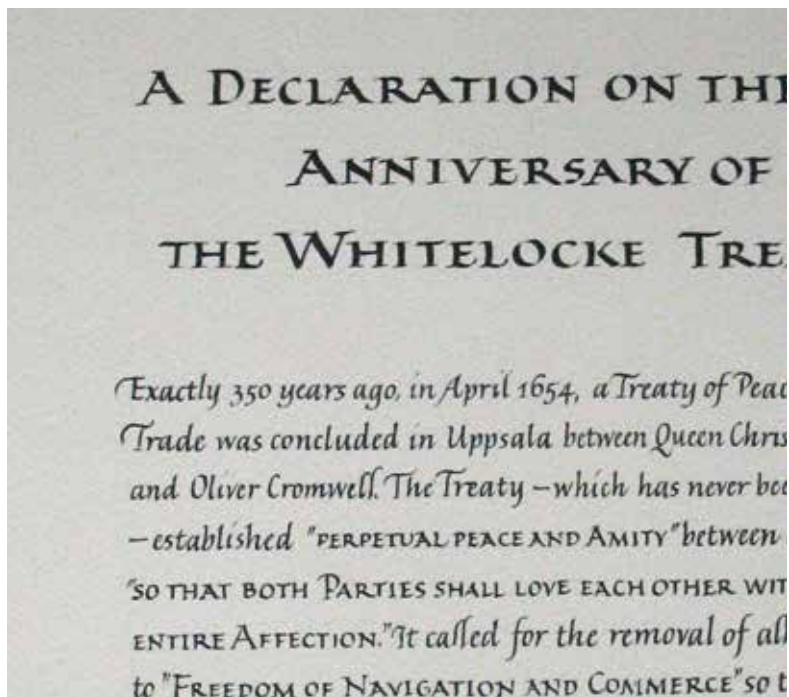 A DECLARATION ON THE
ANNIVERSARY OF
THE WHITELOCKE TREA
Exactly 350 years ago, in April 1654, a Treaty of Peac
Trade was concluded in Uppsala between Queen Chris
and Oliver Cromwell. The Treaty – which has never bee
– established "PERPETUAL PEACE AND AMITY" between
"SO THAT BOTH PARTIES SHALL LOVE EACH OTHER WIT
ENTIRE AFFECTION." It called for the removal of all
to "FREEDOM OF NAVIGATION AND COMMERCE" so t